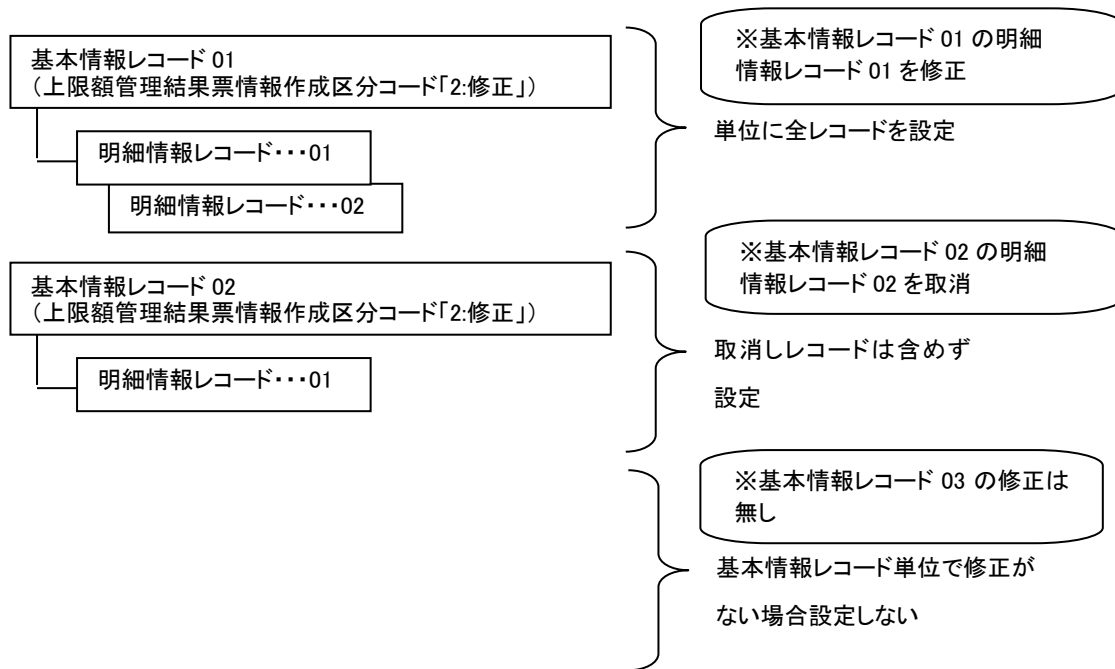 基本情報レコード 01
（上限額管理結果票情報作成区分コード「2:修正」）
明細情報レコード・・・01
明細情報レコード・・・02
※基本情報レコード 01 の明細
情報レコード 01 を修正
単位に全レコードを設定
基本情報レコード 02
（上限額管理結果票情報作成区分コード「2:修正」）
明細情報レコード・・・01
※基本情報レコード 02 の明細
情報レコード 02 を取消
取消しレコードは含めず
設定
※基本情報レコード 03 の修正は
無し
基本情報レコード単位で修正が
ない場合設定しない